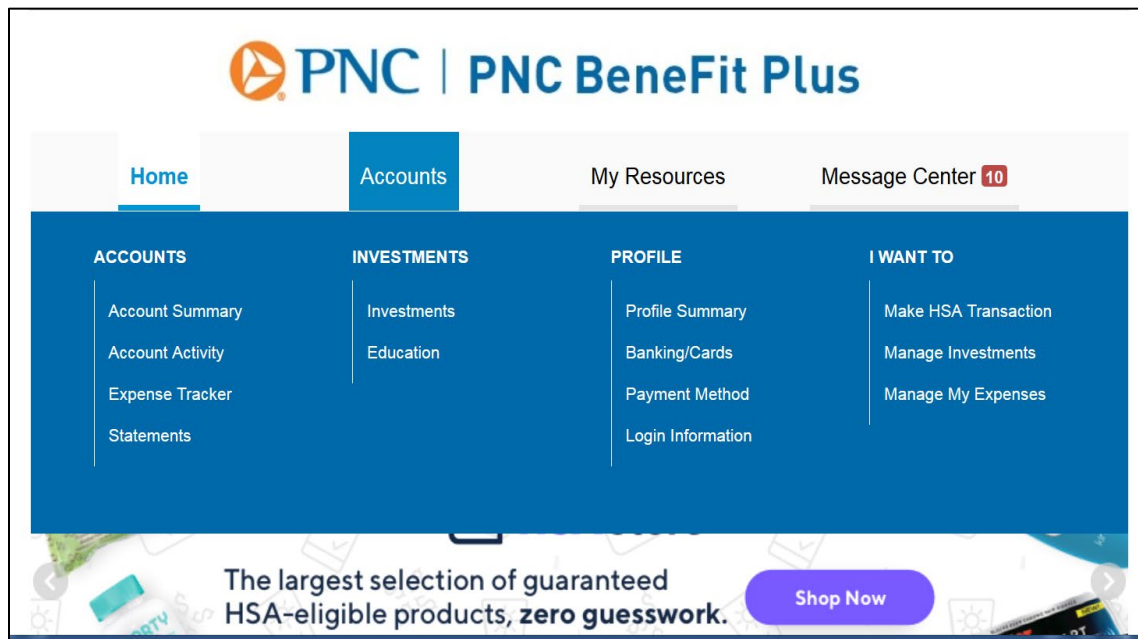 PNC | PNC BeneFit Plus
Home Accounts My Resources Message Center 10
ACCOUNTS
Account Summary
Account Activity
Expense Tracker
Statements
INVESTMENTS
Investments
Education
PROFILE
Profile Summary
Banking/Cards
Payment Method
Login Information
I WANT TO
Make HSA Transaction
Manage Investments
Manage My Expenses
The largest selection of guaranteed
HSA-eligible products, zero guesswork.
Shop Now